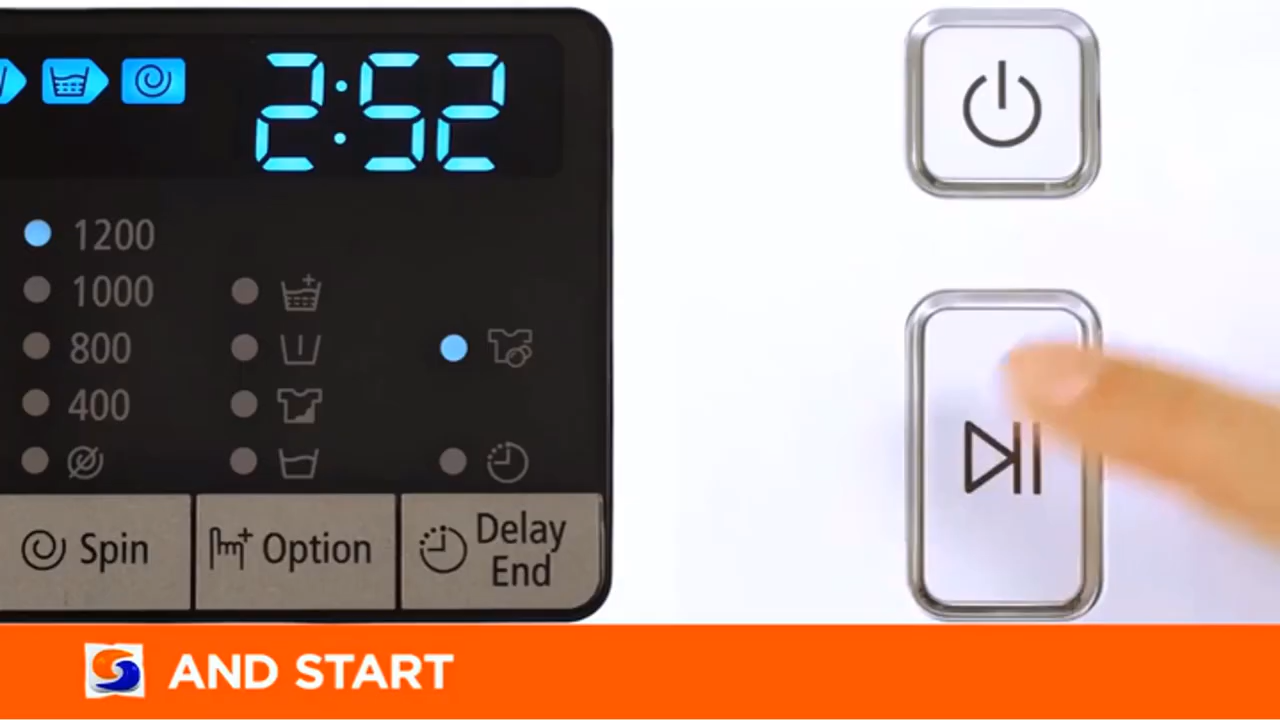 2:52
1200
1000
800
400
Spin
Option
Delay
End
AND START